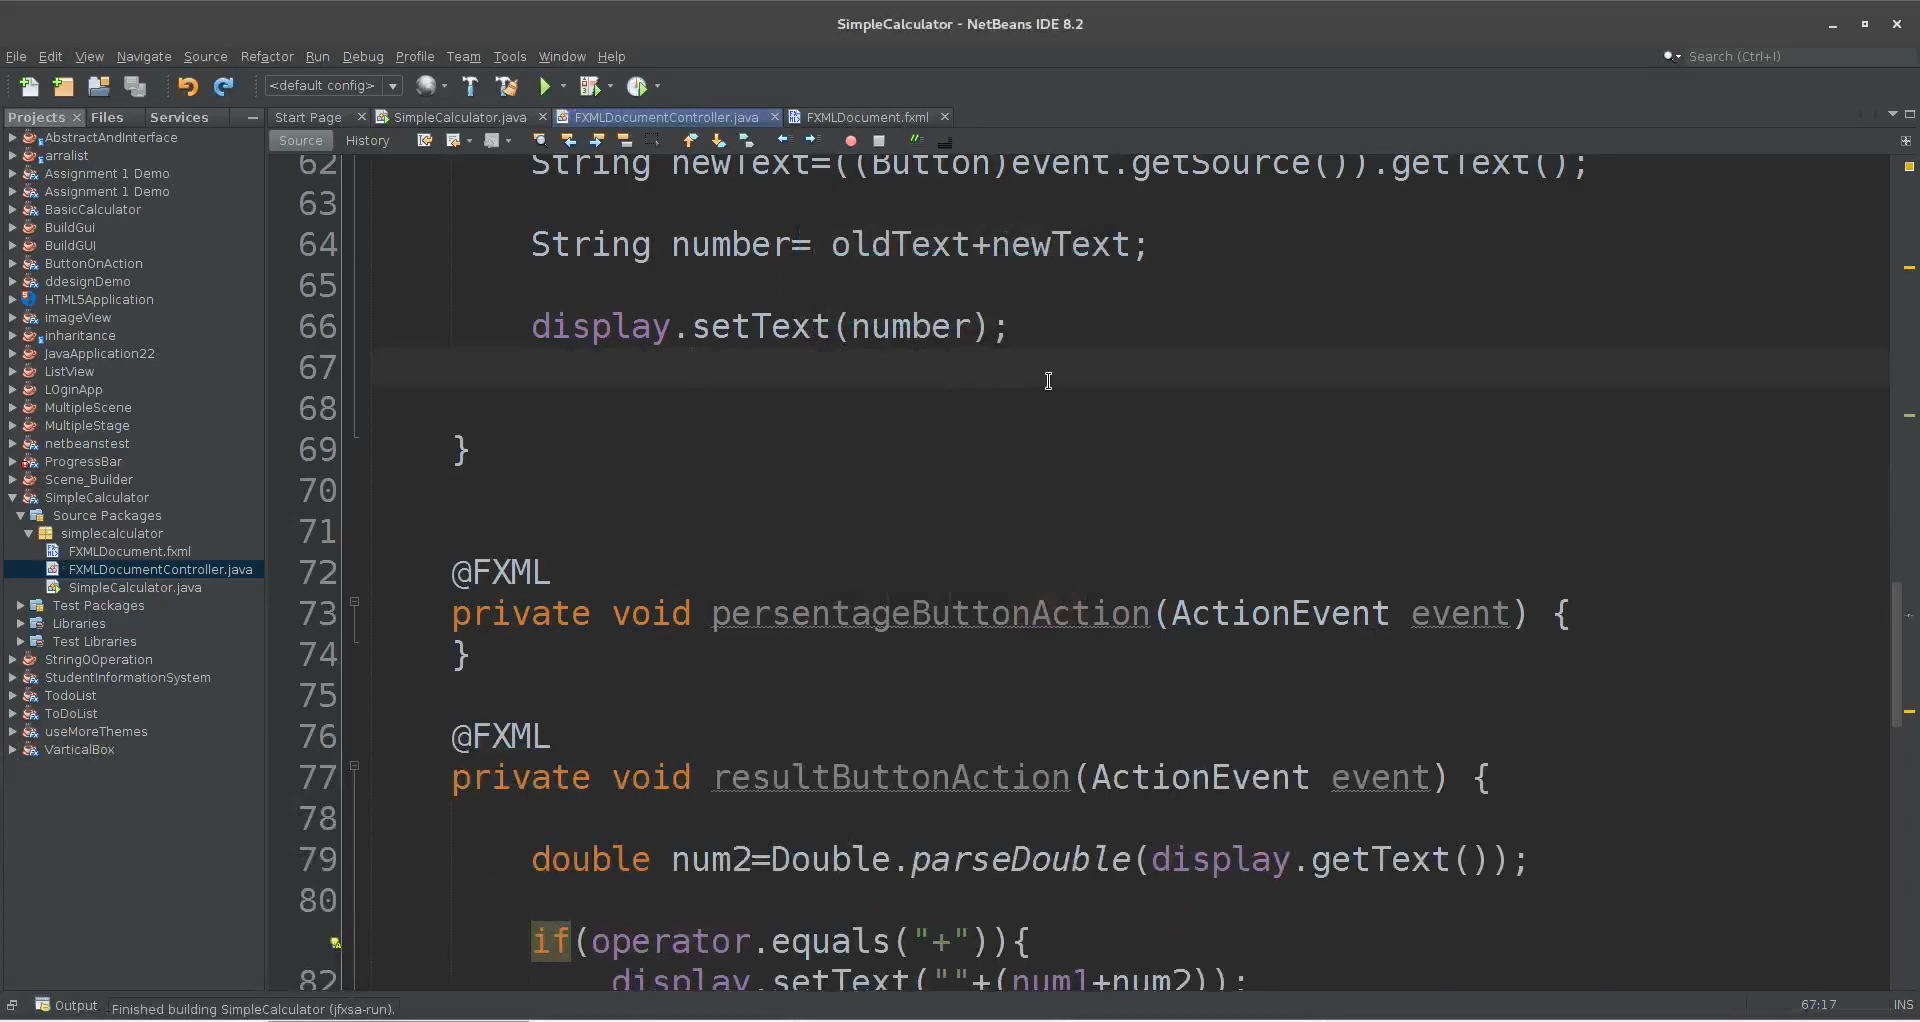 SimpleCalculator - NetBeans IDE 8.2
File Edit View Navigate Source Refactor Run Debug Profile Team Tools Window Help
Search (Ctrl+I)
<default config>
Projects Files Services
Start Page SimpleCalculator.java FXMLDocumentController.java FXMLDocument.fxml
Source History
AbstractAndInterface
arralist
Assignment 1 Demo
Assignment 1 Demo
BasicCalculator
BuildGui
BuildGUI
ButtonOnAction
ddesignDemo
HTML5Application
imageView
inheritance
JavaApplication22
ListView
LOginApp
MultipleScene
MultipleStage
netbeanstest
ProgressBar
Scene_Builder
SimpleCalculator
Source Packages
simplecalculator
FXMLDocument.fxml
FXMLDocumentController.java
SimpleCalculator.java
Test Packages
Libraries
Test Libraries
StringOOperation
StudentInformationSystem
TodoList
ToDoList
useMoreThemes
VarticalBox
62 String newText=((Button)event.getSource()).getText();
63
64 String number= oldText+newText;
65
66 display.setText(number);
67
68
69 }
70
71
72 @FXML
73 private void persentageButtonAction(ActionEvent event) {
74 }
75
76 @FXML
77 private void resultButtonAction(ActionEvent event) {
78
79 double num2=Double.parseDouble(display.getText());
80
if(operator.equals("+")){
82 display.setText(""+(num1+num2));
Output Finished building SimpleCalculator (jfxsa-run). 67:17 INS